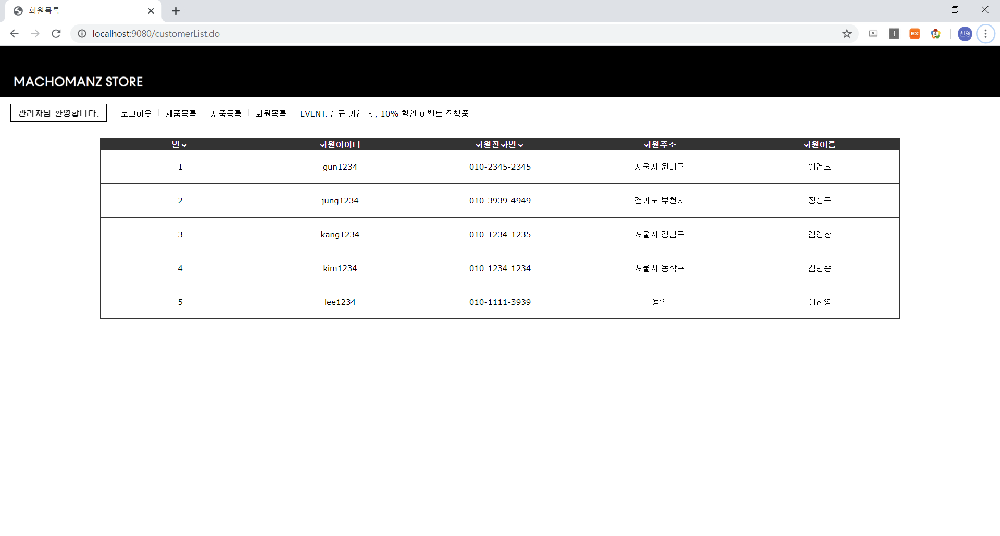 회원목록
localhost:9080/customerList.do
EX
찬영
MACHOMANZ STORE
관리자님 환영합니다. 로그아웃 제품목록 제품등록 회원목록 EVENT. 신규 가입 시, 10% 할인 이벤트 진행중
번호 회원아이디 회원전화번호 회원주소 회원이름
1 gun1234 010-2345-2345 서울시 원미구 이건호
2 jung1234 010-3939-4949 경기도 부천시 정상구
3 kang1234 010-1234-1235 서울시 강남구 김강산
4 kim1234 010-1234-1234 서울시 동작구 김민종
5 lee1234 010-1111-3939 용인 이찬영